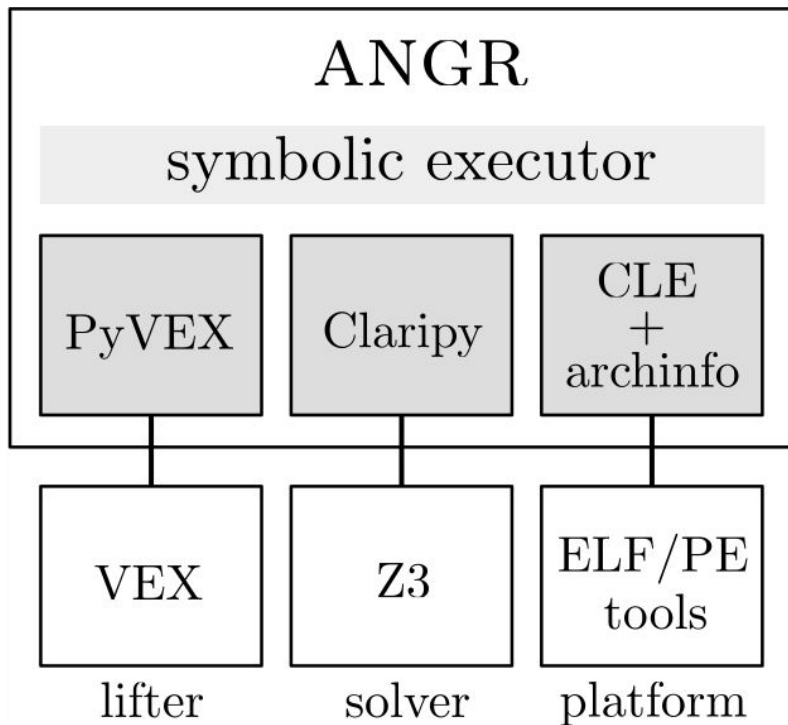 ANGR
symbolic executor
PyVEX
Claripy
CLE
+
archinfo
VEX
Z3
ELF/PE
tools
lifter
solver
platform